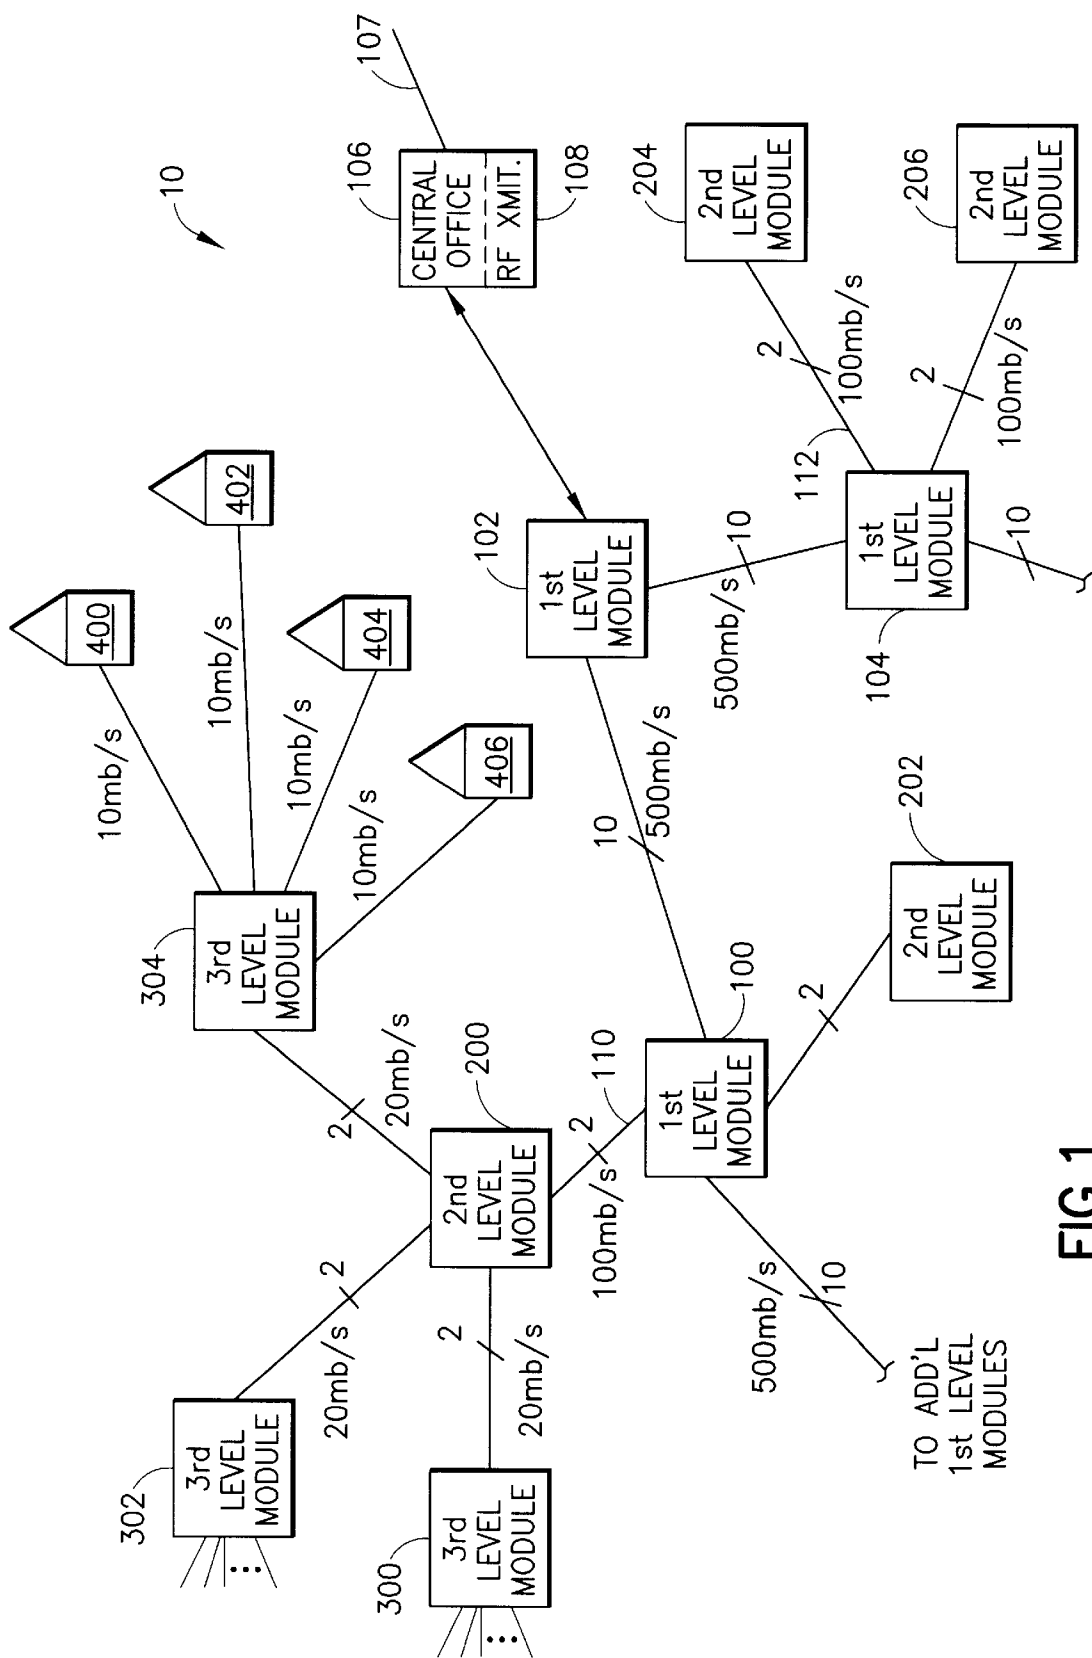 10
107
106
CENTRAL
OFFICE
RF XMIT.
108
204
2nd
LEVEL
MODULE
206
2nd
LEVEL
MODULE
2
100mb/s
2
100mb/s
112
402
400
404
406
10mb/s
10mb/s
10mb/s
10mb/s
102
1st
LEVEL
MODULE
10
500mb/s
1st
LEVEL
MODULE
104
10
10
500mb/s
304
3rd
LEVEL
MODULE
202
2nd
LEVEL
MODULE
2
100
1st
LEVEL
MODULE
110
2
100mb/s
200
2nd
LEVEL
MODULE
2
20mb/s
2
20mb/s
2
20mb/s
302
3rd
LEVEL
MODULE
300
3rd
LEVEL
MODULE
500mb/s
10
TO ADD'L
1st LEVEL
MODULES
FIG.1